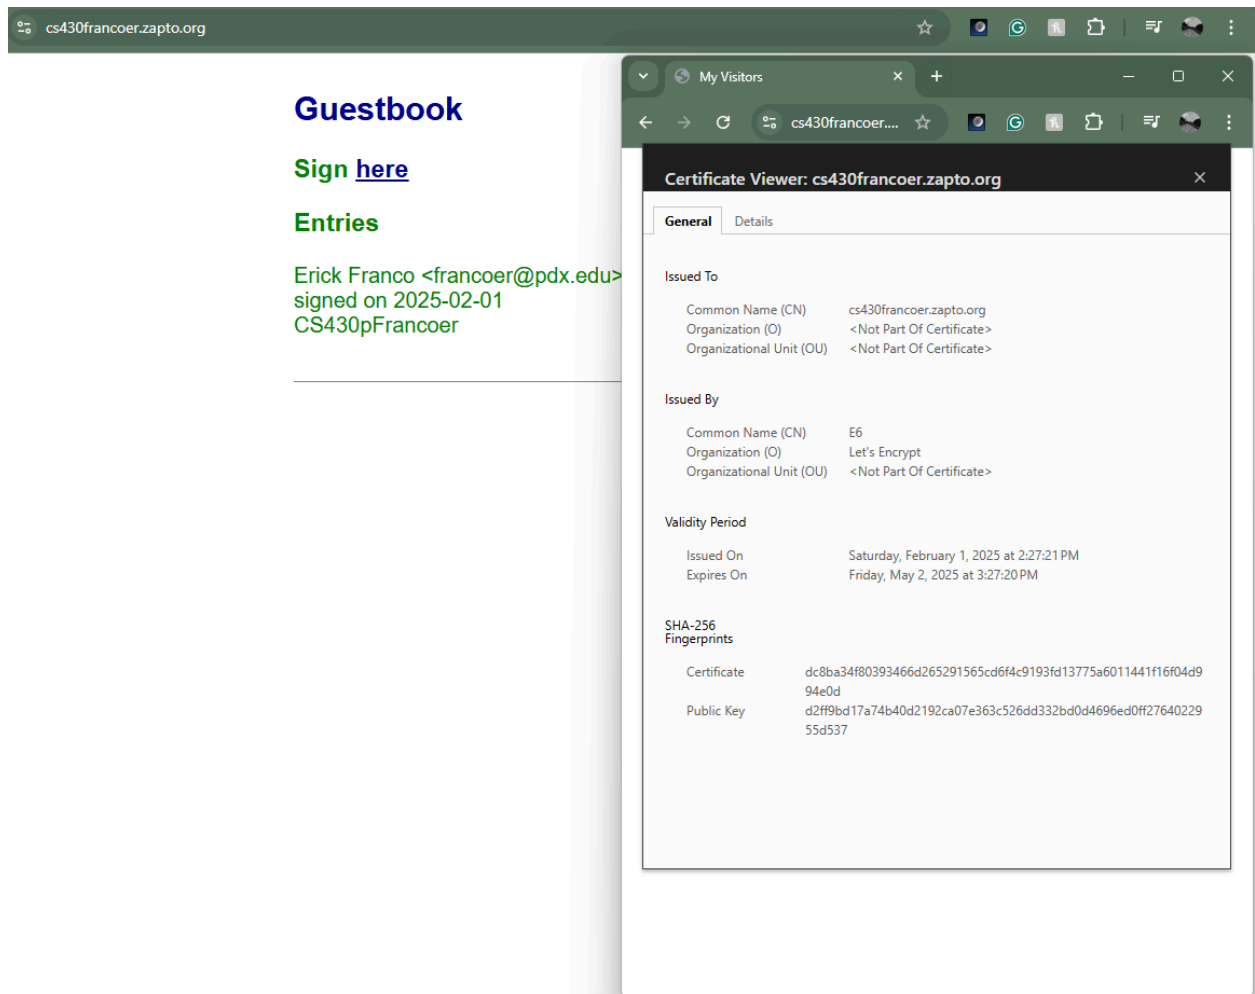 cs430francoer.zapto.org
Guestbook
Sign here
Entries
Erick Franco <francoer@pdx.edu>
signed on 2025-02-01
CS430pFrancoer
My Visitors
cs430francoer....
Certificate Viewer: cs430francoer.zapto.org
General Details
Issued To
Common Name (CN) cs430francoer.zapto.org
Organization (O) <Not Part Of Certificate>
Organizational Unit (OU) <Not Part Of Certificate>
Issued By
Common Name (CN) E6
Organization (O) Let's Encrypt
Organizational Unit (OU) <Not Part Of Certificate>
Validity Period
Issued On Saturday, February 1, 2025 at 2:27:21 PM
Expires On Friday, May 2, 2025 at 3:27:20 PM
SHA-256
Fingerprints
Certificate dc8ba34f80393466d265291565cd6f4c9193fd13775a6011441f16f04d9
94e0d
Public Key d2ff9bd17a74b40d2192ca07e363c526dd332bd0d4696ed0ff27640229
55d537